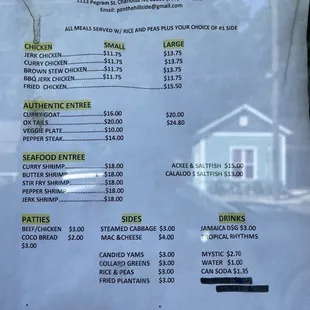 1113 Pegram St. Charlotte NC
Email: ponthehillside@gmail.com
ALL MEALS SERVED W/ RICE AND PEAS PLUS YOUR CHOICE OF #1 SIDE
CHICKEN SMALL LARGE
JERK CHICKEN $11.75 $13.75
CURRY CHICKEN $11.75 $13.75
BROWN STEW CHICKEN $11.75 $13.75
BBQ JERK CHICKEN $11.75 $13.75
FRIED CHICKEN $15.50
AUTHENTIC ENTREE
CURRY GOAT $16.00 $20.00
OX TAILS $20.00 $24.80
VEGGIE PLATE $10.00
PEPPER STEAK $14.00
SEAFOOD ENTREE
CURRY SHRIMP $18.00 ACKEE & SALTFISH $15.00
BUTTER SHRIMP $18.00 CALALOO $ SALTFISH $13.00
STIR FRY SHRIMP $18.00
PEPPER SHRIMP $18.00
JERK SHRIMP $18.00
PATTIES SIDES DRINKS
BEEF/CHICKEN $3.00 STEAMED CABBAGE $3.00 JAMAICA D$G $3.00
COCO BREAD $2.00 MAC &CHEESE $4.00 TROPICAL RHYTHMS
$3.00
CANDIED YAMS $3.00 MYSTIC $2.70
COLLARD GREENS $3.00 WATER $1.00
RICE & PEAS $3.00 CAN SODA $1.35
FRIED PLANTAINS $3.00